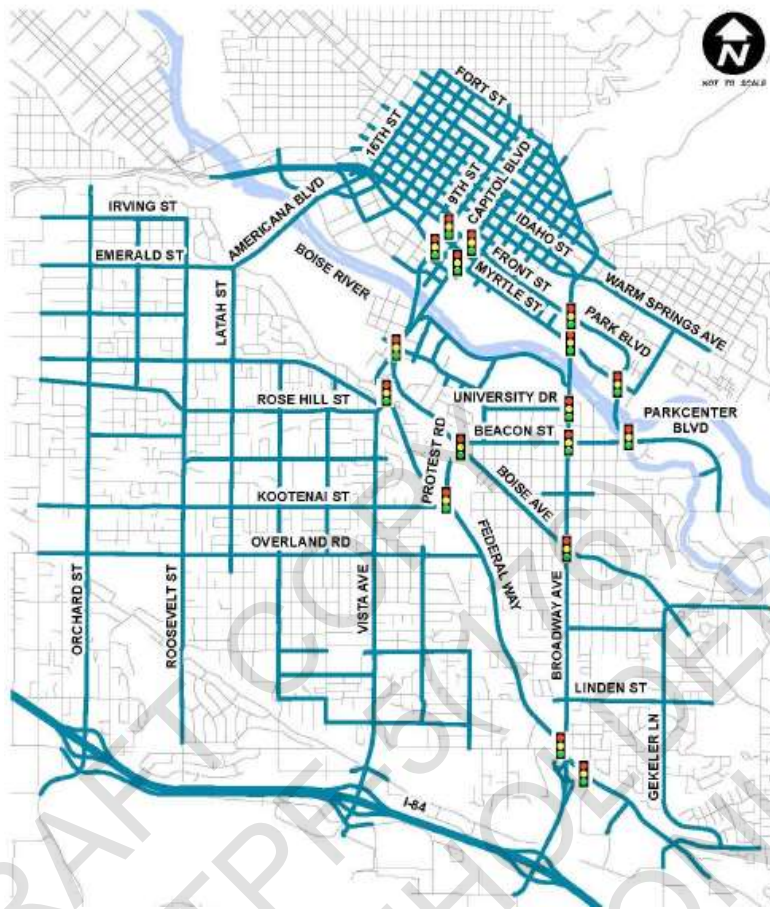 N
NOT TO SCALE
FORT ST
16TH ST
9TH ST
CAPITOL BLVD
IDAHO ST
IRVING ST
AMERICANA BLVD
EMERALD ST
BOISE RIVER
FRONT ST
MYRTLE ST
WARM SPRINGS AVE
PARK BLVD
LATAH ST
ROSE HILL ST
UNIVERSITY DR
PARKCENTER
BLVD
BEACON ST
PROTEST RD
BOISE AVE
KOOTENAI ST
OVERLAND RD
FEDERAL WAY
ORCHARD ST
ROOSEVELT ST
VISTA AVE
BROADWAY AVE
LINDEN ST
GEKELER LN
I-84